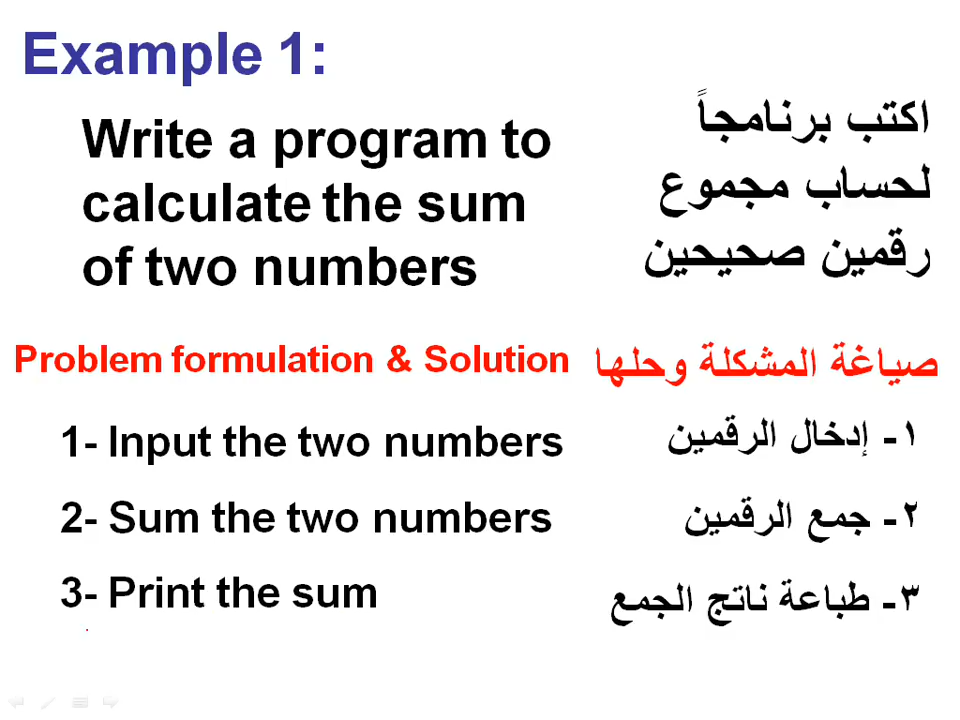 Example 1:
Write a program to
calculate the sum
of two numbers
اكتب برنامجاً
لحساب مجموع
رقمين صحيحين
Problem formulation & Solution
صياغة المشكلة وحلها
1- Input the two numbers
١- إدخال الرقمين
2- Sum the two numbers
٢- جمع الرقمين
3- Print the sum
٣- طباعة ناتج الجمع